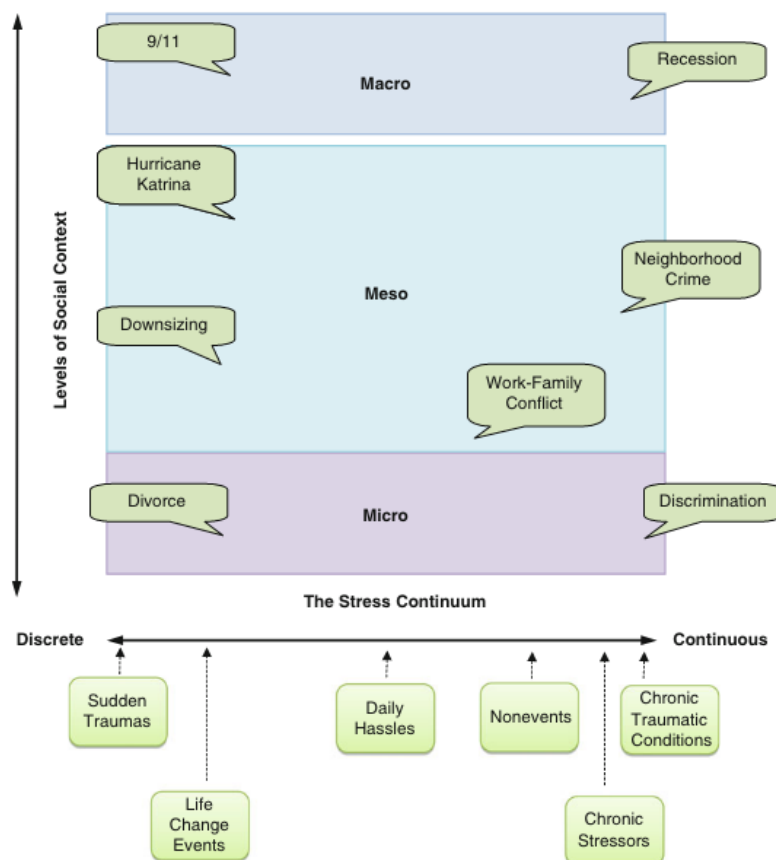 9/11
Recession
Macro
Hurricane
Katrina
Neighborhood
Crime
Meso
Downsizing
Work-Family
Conflict
Levels of Social Context
Divorce
Micro
Discrimination
The Stress Continuum
Discrete
Continuous
Sudden
Traumas
Daily
Hassles
Nonevents
Chronic
Traumatic
Conditions
Life
Change
Events
Chronic
Stressors